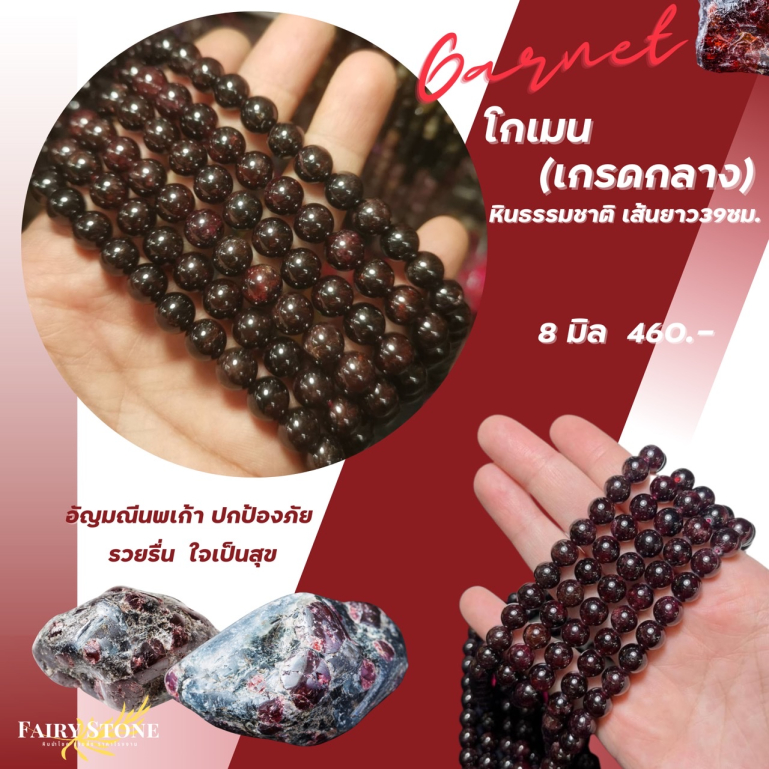 Garnet
โกเมน
(เกรดกลาง)
หินธรรมชาติ เส้นยาว39ซม.
8 มิล 460.-
อัญมณีนพเก้า ปกป้องภัย
รวยรื่น ใจเป็นสุข
FAIRY STONE